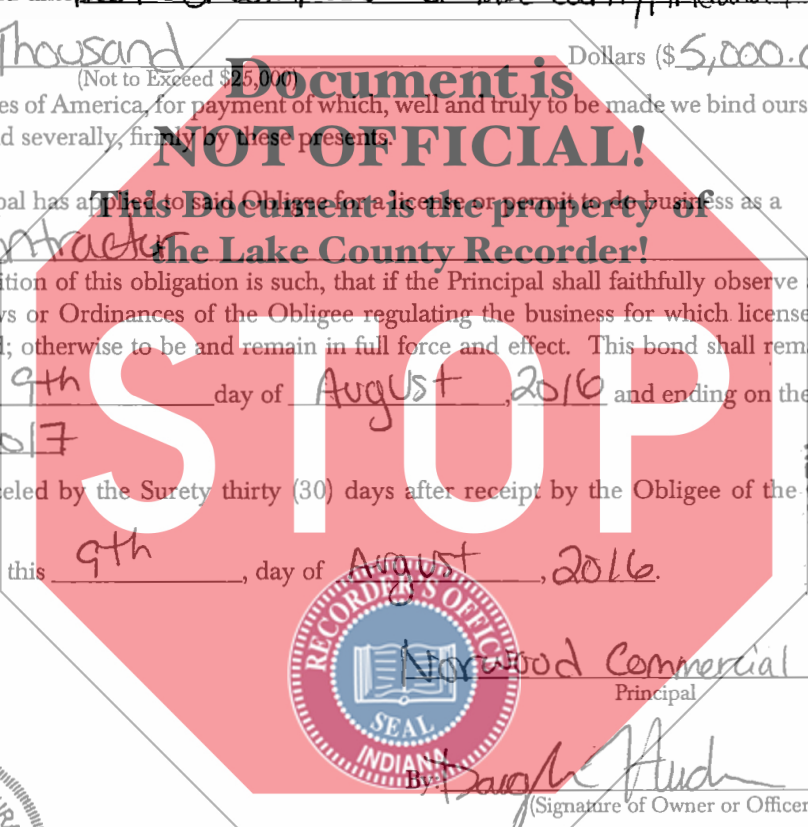 Thousand Dollars ($5,000.0
(Not to Exceed $25,000)
Document is
es of America, for payment of which, well and truly to be made we bind ours
d severally, firmly by these presents.
NOT OFFICIAL!
pal has applied to said Obligee for a license or permit to do business as a
This Document is the property of
ntractor
the Lake County Recorder!
ition of this obligation is such, that if the Principal shall faithfully observe
vs or Ordinances of the Obligee regulating the business for which license
d; otherwise to be and remain in full force and effect. This bond shall rem
STOP
9th day of August, 2016 and ending on the
017
celed by the Surety thirty (30) days after receipt by the Obligee of the
this 9th, day of August, 2016.
RECORDER'S OFFICE
SEAL
INDIANA
Norwood Commercial
Principal
By:
(Signature of Owner or Officer